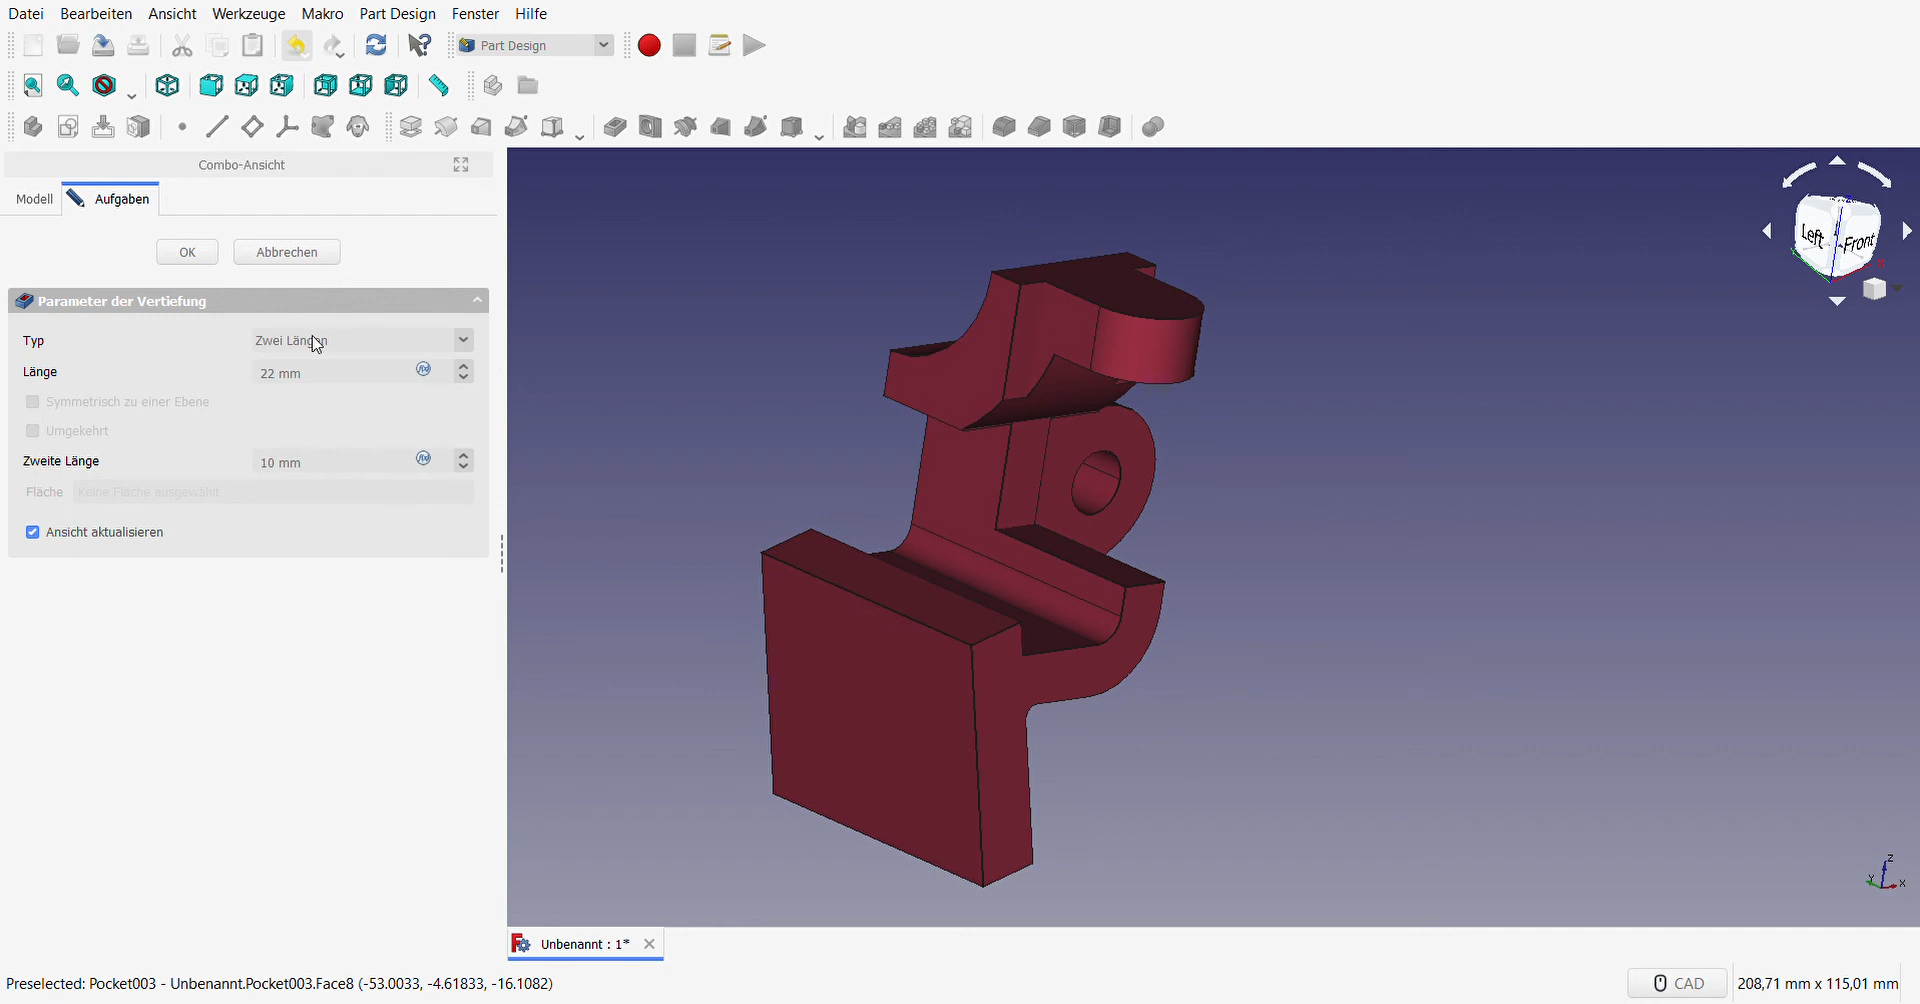 Datei Bearbeiten Ansicht Werkzeuge Makro Part Design Fenster Hilfe
Part Design
Combo-Ansicht
Modell Aufgaben
OK Abbrechen
Parameter der Vertiefung
Typ Zwei Längen
Länge 22 mm
Symmetrisch zu einer Ebene
Umgekehrt
Zweite Länge 10 mm
Fläche Keine Fläche ausgewählt
Ansicht aktualisieren
Left Front
X
Z
Y X
Unbenannt : 1*
Preselected: Pocket003 - Unbenannt.Pocket003.Face8 (-53.0033, -4.61833, -16.1082)
CAD 208,71 mm x 115,01 mm